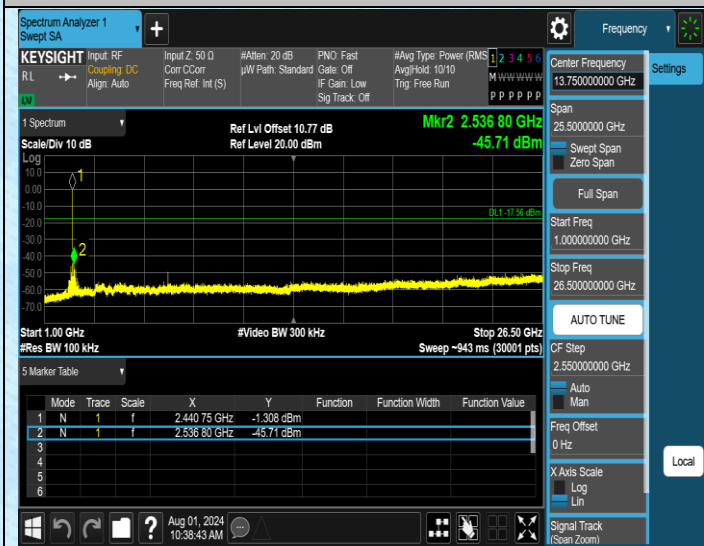 Spectrum Analyzer 1
Swept SA
+
Frequency
KEYSIGHT Input: RF Input Z: 50 Ω #Atten: 20 dB PNO: Fast #Avg Type: Power (RMS 1 2 3 4 5 6
RL Coupling: DC Corr CCorr µW Path: Standard Gate: Off Avg|Hold: 10/10 M W W W W W
Align: Auto Freq Ref: Int (S) IF Gain: Low Trig: Free Run
Sig Track: Off P P P P P P
LXI
1 Spectrum
Scale/Div 10 dB
Ref Lvl Offset 10.77 dB
Ref Level 20.00 dBm
Mkr2 2.536 80 GHz
-45.71 dBm
Log
10.0
0.00
-10.0
-20.0
-30.0
-40.0
-50.0
-60.0
-70.0
1
2
DL1 -17.56 dBm
Start 1.00 GHz #Video BW 300 kHz Stop 26.50 GHz
#Res BW 100 kHz Sweep ~943 ms (30001 pts)
5 Marker Table
Mode Trace Scale X Y Function Function Width Function Value
1 N 1 f 2.440 75 GHz -1.308 dBm
2 N 1 f 2.536 80 GHz -45.71 dBm
3
4
5
6
Aug 01, 2024
10:38:43 AM
?
Center Frequency
13.750000000 GHz
Span
25.5000000 GHz
Swept Span
Zero Span
Full Span
Start Freq
1.000000000 GHz
Stop Freq
26.500000000 GHz
AUTO TUNE
CF Step
2.550000000 GHz
Auto
Man
Freq Offset
0 Hz
X Axis Scale
Log
Lin
Signal Track
(Span Zoom)
Settings
Local